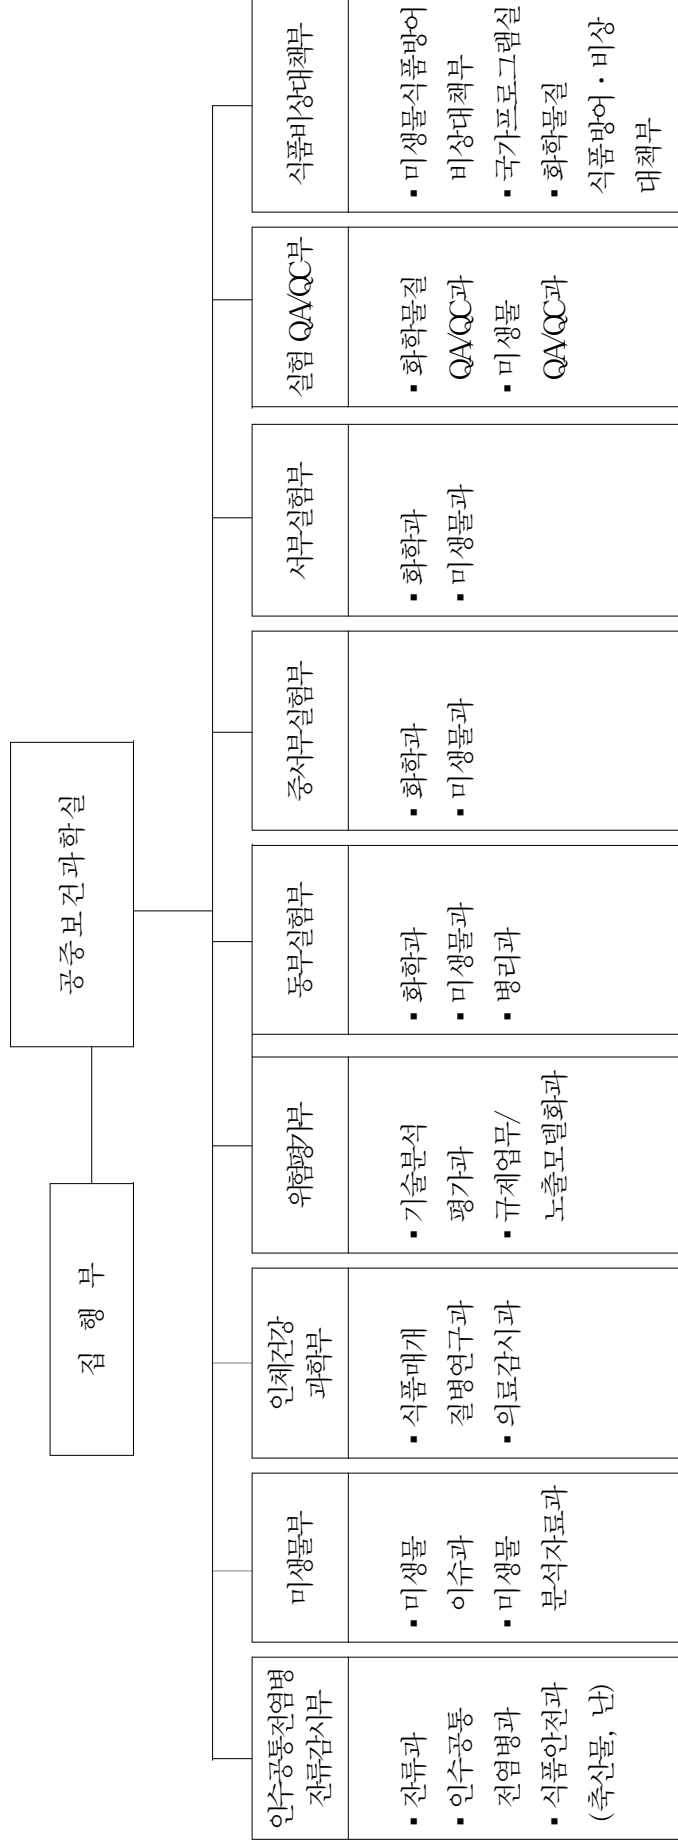 공중보건과학실
집 행 부
인수공통전염병
잔류감시부
▪ 잔류과
▪ 인수공통
전염병과
▪ 식품안전과
(축산물, 난)
미생물부
▪ 미생물
이슈과
▪ 미생물
분석자료과
인체건강
과학부
▪ 식품매개
질병연구과
▪ 의료감시과
위험평가부
▪ 기술분석
평가과
▪ 규제업무/
노출모델화과
동부실험부
▪ 화학과
▪ 미생물과
▪ 병리과
중서부실험부
▪ 화학과
▪ 미생물과
서부실험부
▪ 화학과
▪ 미생물과
실험 QA/QC부
▪ 화학물질
QA/QC과
▪ 미생물
QA/QC과
식품비상대책부
▪ 미생물식품방어
비상대책부
▪ 국가프로그램실
▪ 화학물질
식품방어 · 비상
대책부